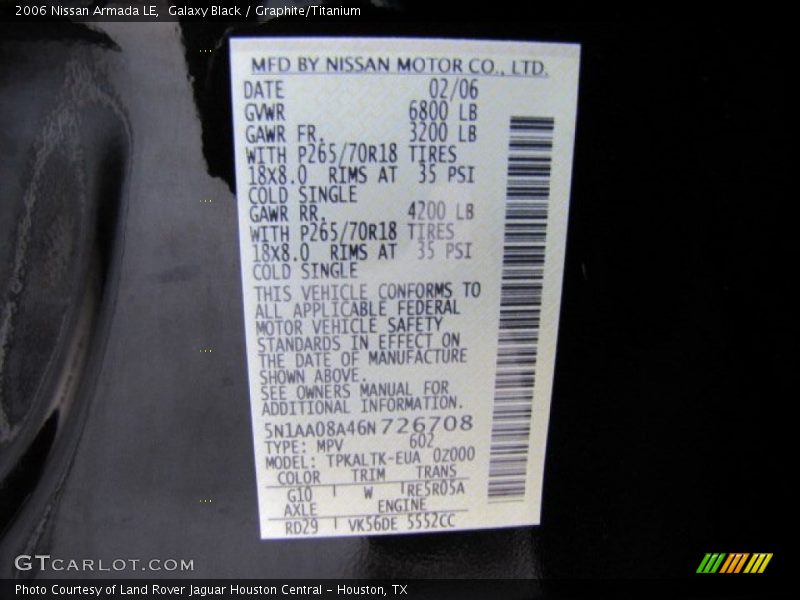 2006 Nissan Armada LE,  Galaxy Black / Graphite/Titanium
MFD BY NISSAN MOTOR CO., LTD.
DATE 02/06
GVWR 6800 LB
GAWR FR. 3200 LB
WITH P265/70R18 TIRES
18X8.0 RIMS AT 35 PSI
COLD SINGLE
GAWR RR. 4200 LB
WITH P265/70R18 TIRES
18X8.0 RIMS AT 35 PSI
COLD SINGLE
THIS VEHICLE CONFORMS TO
ALL APPLICABLE FEDERAL
MOTOR VEHICLE SAFETY
STANDARDS IN EFFECT ON
THE DATE OF MANUFACTURE
SHOWN ABOVE.
SEE OWNERS MANUAL FOR
ADDITIONAL INFORMATION.
5N1AA08A46N726708
TYPE: MPV 602
MODEL: TPKALTK-EUA 0Z000
COLOR TRIM TRANS
G10 W RE5R05A
AXLE ENGINE
RD29 VK56DE 5552CC
GTCARLOT.COM
Photo Courtesy of Land Rover Jaguar Houston Central - Houston, TX